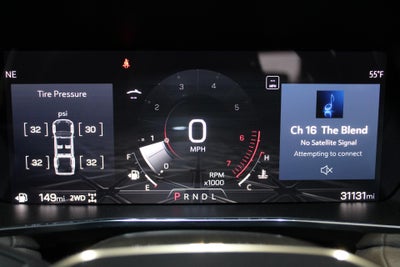 NE
55°F
MPH
Tire Pressure
psi
32
30
32
32
1
2
3
4
5
6
7
0
MPH
RPM
x1000
E
F
C
H
Ch 16 The Blend
No Satellite Signal
Attempting to connect
149mi
2WD
PRNDL
31131mi